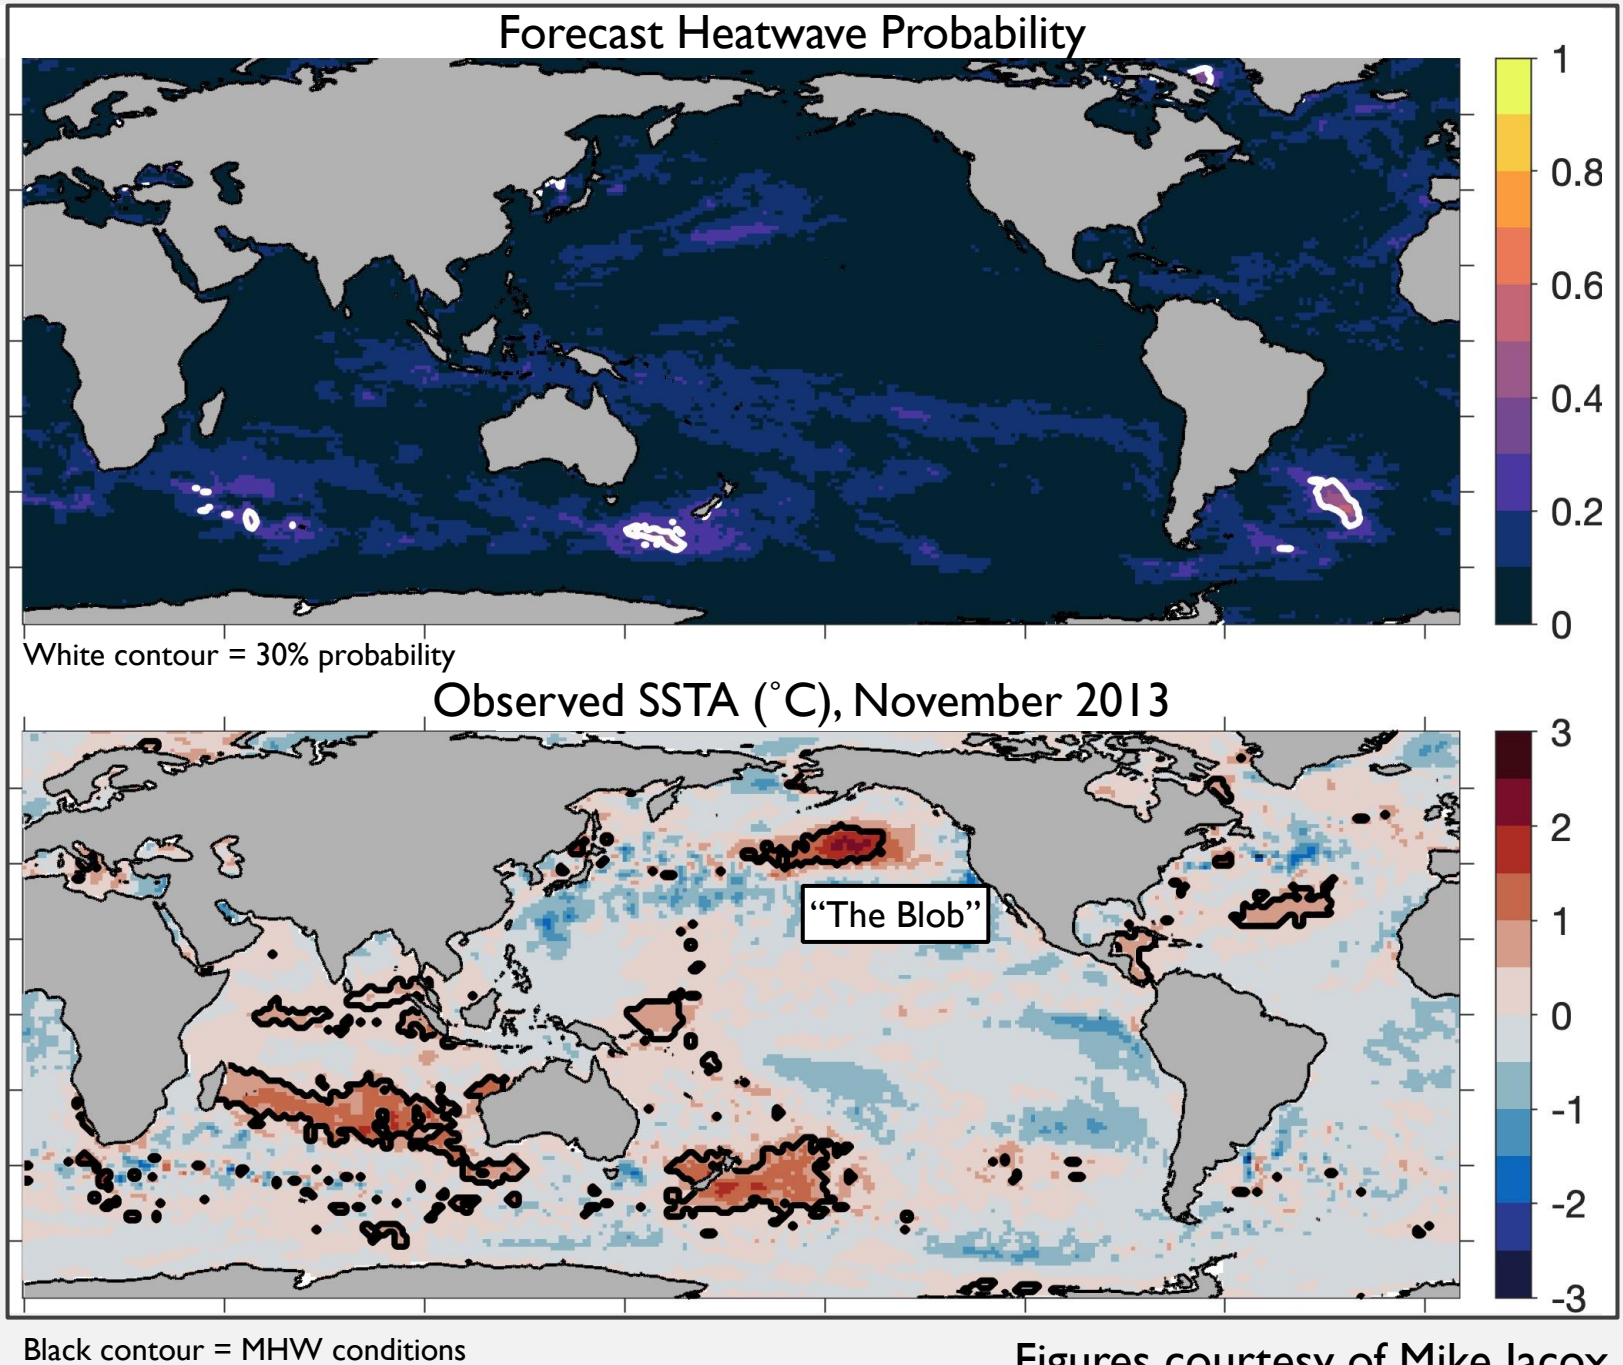 Forecast Heatwave Probability
1
0.8
0.6
0.4
0.2
0
White contour = 30% probability
Observed SSTA (˚C), November 2013
3
2
1
0
-1
-2
-3
“The Blob”
Black contour = MHW conditions
Figures courtesy of Mike Jacox